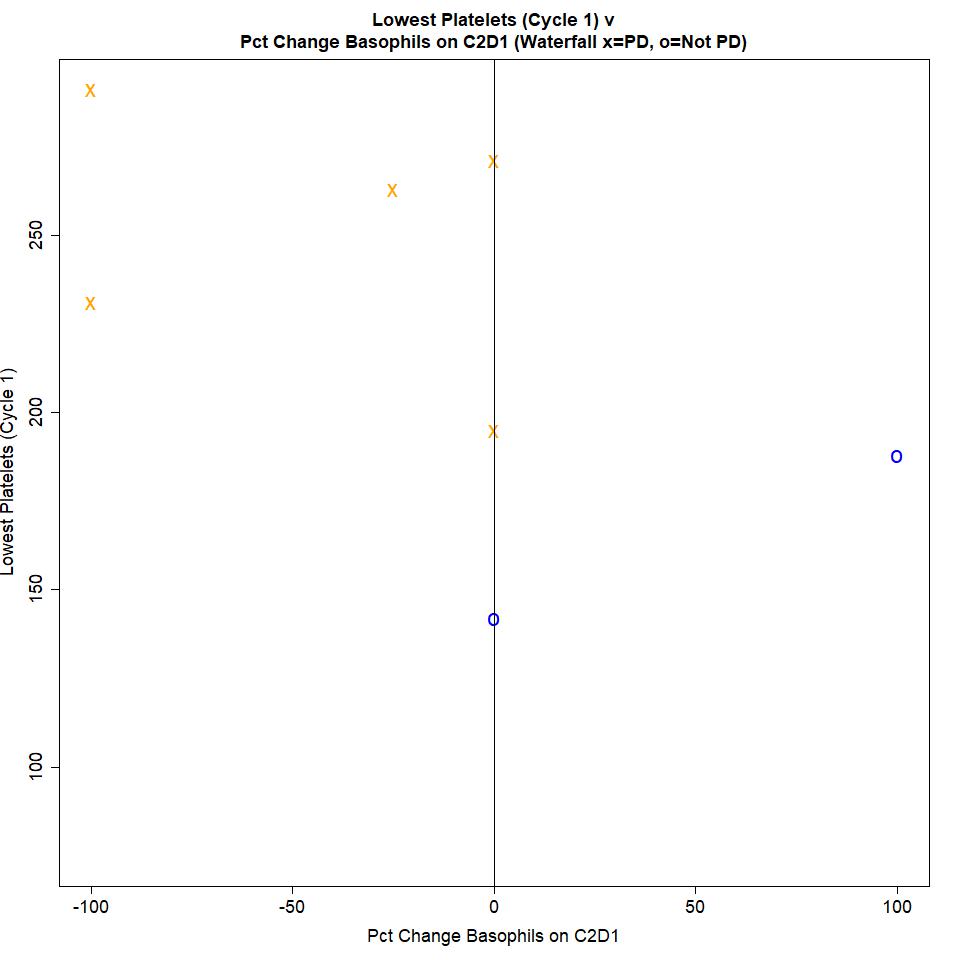 Lowest Platelets (Cycle 1) v
Pct Change Basophils on C2D1 (Waterfall x=PD, o=Not PD)
Lowest Platelets (Cycle 1)
250
200
150
100
X
X
X
X
X
O
O
-100
-50
0
50
100
Pct Change Basophils on C2D1